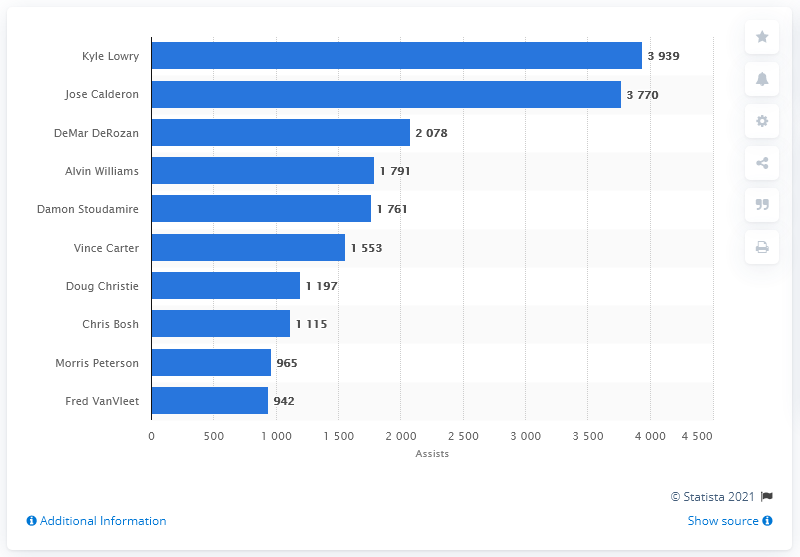 Kyle Lowry 3 939
Jose Calderon 3 770
DeMar DeRozan 2 078
Alvin Williams 1 791
Damon Stoudamire 1 761
Vince Carter 1 553
Doug Christie 1 197
Chris Bosh 1 115
Morris Peterson 965
Fred VanVleet 942
0 500 1 000 1 500 2 000 2 500 3 000 3 500 4 000 4 500
Assists
© Statista 2021
Additional Information Show source